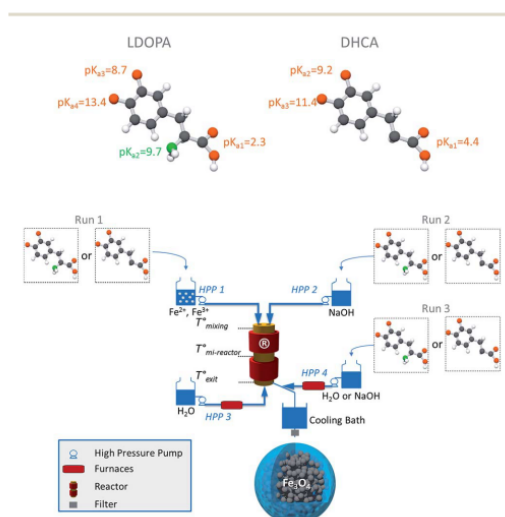 LDOPA
DHCA
pKa3=8.7
pKa4=13.4
pKa2=9.7
pKa1=2.3
pKa2=9.2
pKa3=11.4
pKa1=4.4
Run 1
or
HPP 1
Fe2+, Fe3+
HPP 2
NaOH
Run 2
or
Run 3
or
T°mixing
®
T°mi-reactor
T°exit
H2O
HPP 3
HPP 4
H2O or NaOH
Cooling Bath
Fe3O4
High Pressure Pump
Furnaces
Reactor
Filter